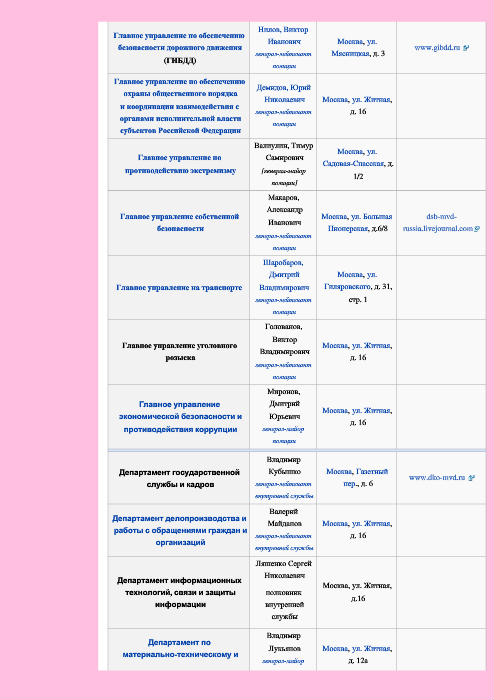 Главное управление по обеспечению
безопасности дорожного движения
(ГИБДД)
Нилов, Виктор
Иванович
генерал-лейтенант
полиции
Москва, ул.
Мясницкая, д. 3
www.gibdd.ru
Главное управление по обеспечению
охраны общественного порядка
и координации взаимодействия с
органами исполнительной власти
субъектов Российской Федерации
Демидов, Юрий
Николаевич
генерал-лейтенант
полиции
Москва, ул. Житная,
д. 16
Главное управление по
противодействию экстремизму
Валиулин, Тимур
Самирович
[генерал-майор
полиции]
Москва, ул.
Садовая-Спасская, д.
1/2
Главное управление собственной
безопасности
Макаров,
Александр
Иванович
генерал-лейтенант
полиции
Москва, ул. Большая
Пионерская, д.6/8
dsb-mvd-
russia.livejournal.com
Главное управление на транспорте
Шаробаров,
Дмитрий
Владимирович
генерал-лейтенант
полиции
Москва, ул.
Гиляровского, д. 31,
стр. 1
Главное управление уголовного
розыска
Голованов,
Виктор
Владимирович
генерал-лейтенант
полиции
Москва, ул. Житная,
д. 16
Главное управление
экономической безопасности и
противодействия коррупции
Миронов,
Дмитрий
Юрьевич
генерал-майор
полиции
Москва, ул. Житная,
д. 16
Департамент государственной
службы и кадров
Владимир
Кубышко
генерал-лейтенант
внутренней службы
Москва, Газетный
пер., д. 6
www.dko-mvd.ru
Департамент делопроизводства и
работы с обращениями граждан и
организаций
Валерий
Майданов
генерал-лейтенант
внутренней службы
Москва, ул. Житная,
д. 16
Департамент информационных
технологий, связи и защиты
информации
Ляшенко Сергей
Николаевич
полковник
внутренней
службы
Москва, ул. Житная,
д.16
Департамент по
материально-техническому и
Владимир
Лукьянов
генерал-майор
Москва, ул. Житная,
д. 12а